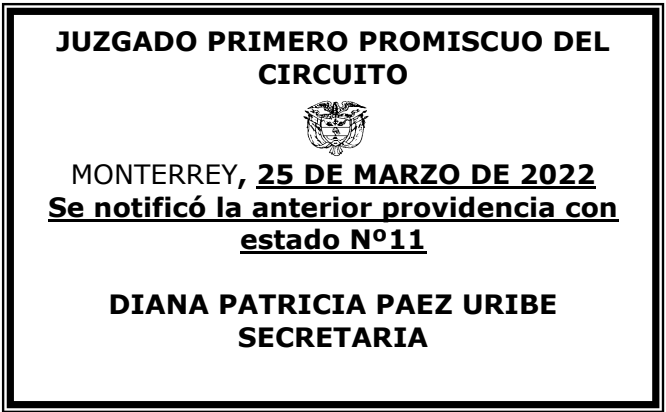 JUZGADO PRIMERO PROMISCUO DEL
CIRCUITO
MONTERREY, 25 DE MARZO DE 2022
Se notificó la anterior providencia con
estado Nº11
DIANA PATRICIA PAEZ URIBE
SECRETARIA